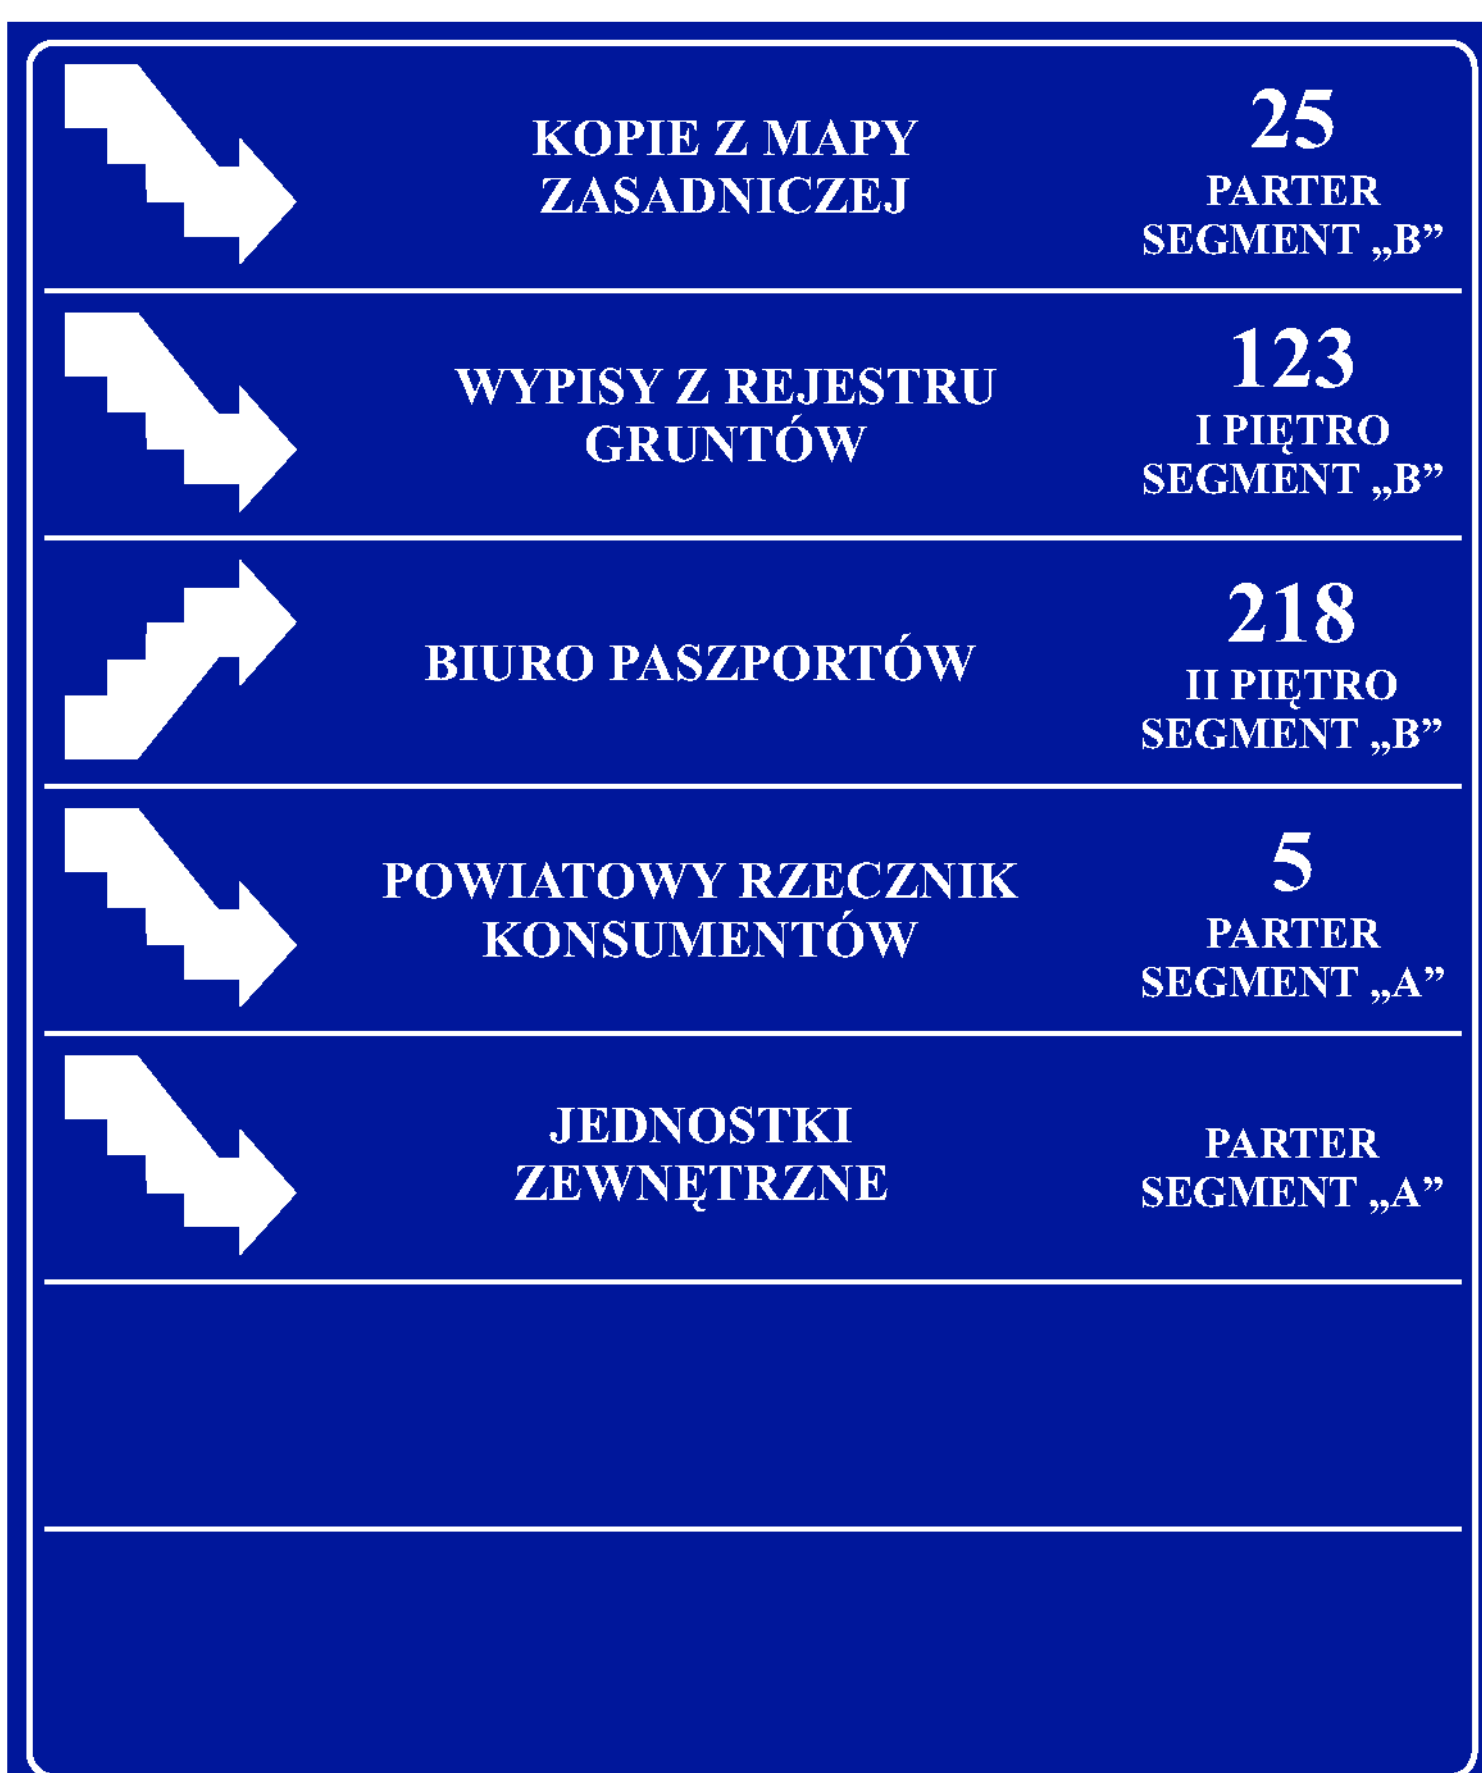 KOPIE Z MAPY
ZASADNICZEJ
25
PARTER
SEGMENT „B”
WYPISY Z REJESTRU
GRUNTÓW
123
I PIĘTRO
SEGMENT „B”
BIURO PASZPORTÓW
218
II PIĘTRO
SEGMENT „B”
POWIATOWY RZECZNIK
KONSUMENTÓW
5
PARTER
SEGMENT „A”
JEDNOSTKI
ZEWNĘTRZNE
PARTER
SEGMENT „A”